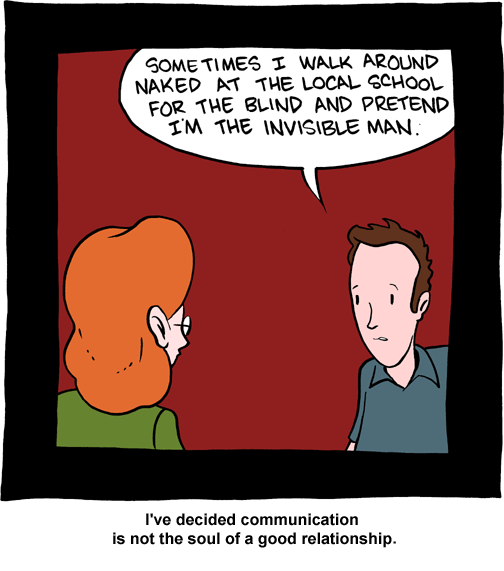 SOMETIMES I WALK AROUND
NAKED AT THE LOCAL SCHOOL
FOR THE BLIND AND PRETEND
I'M THE INVISIBLE MAN.
I've decided communication
is not the soul of a good relationship.